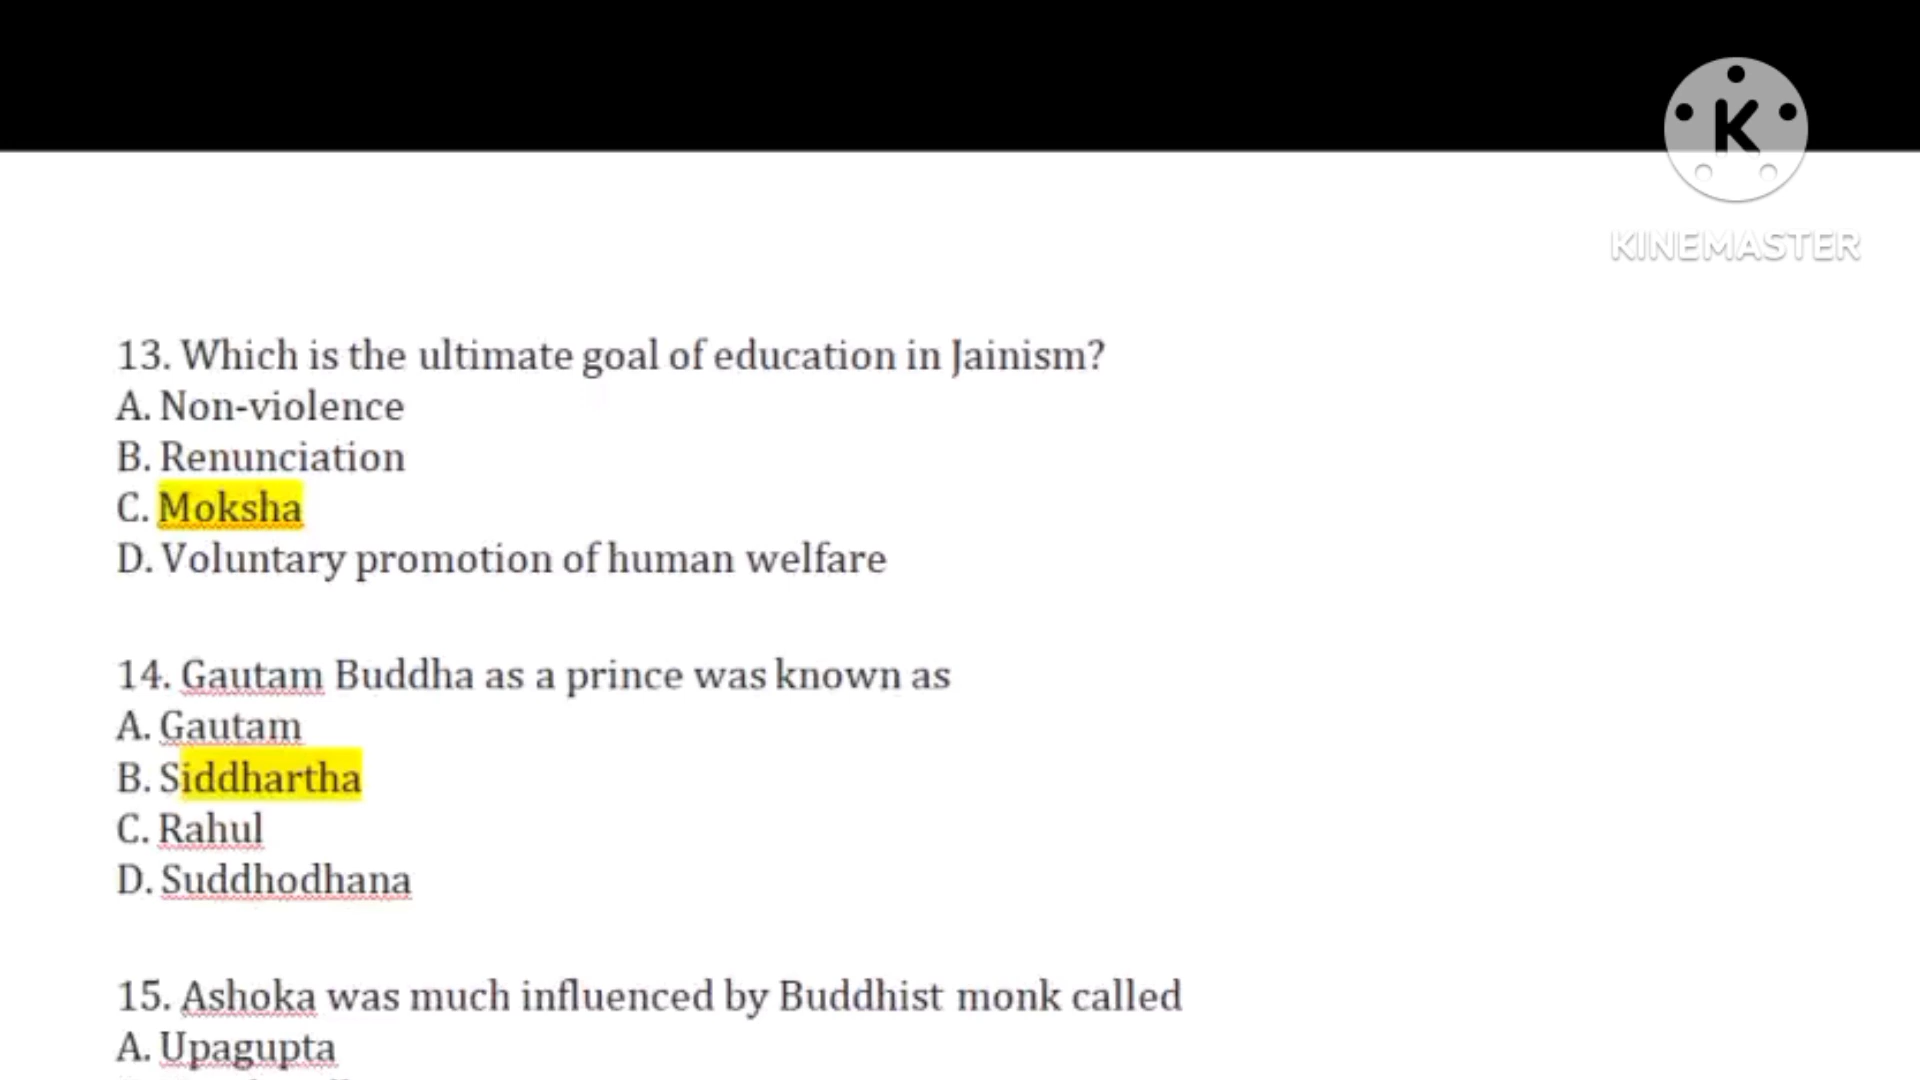 K
KINEMASTER
13. Which is the ultimate goal of education in Jainism?
A. Non-violence
B. Renunciation
C. Moksha
D. Voluntary promotion of human welfare
14. Gautam Buddha as a prince was known as
A. Gautam
B. Siddhartha
C. Rahul
D. Suddhodhana
15. Ashoka was much influenced by Buddhist monk called
A. Upagupta